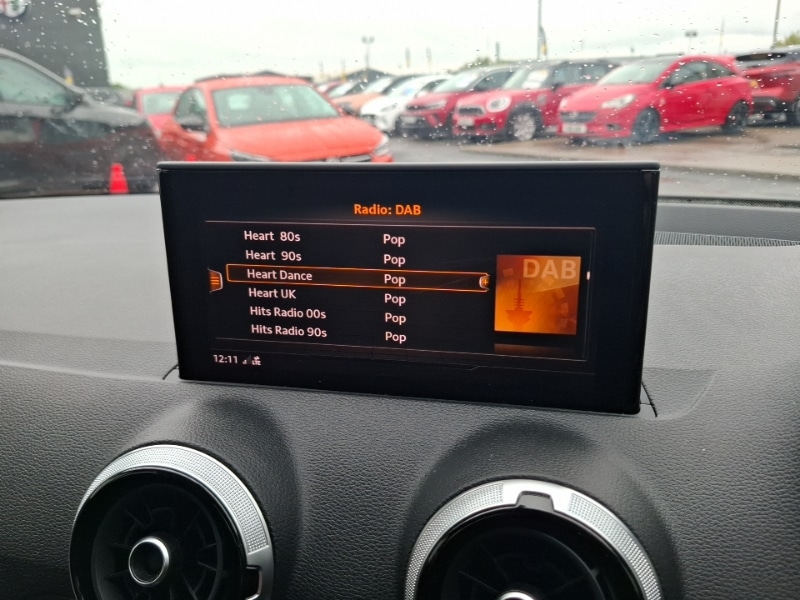 Radio: DAB
Heart 80s Pop
Heart 90s Pop
Heart Dance Pop
Heart UK Pop
Hits Radio 00s Pop
Hits Radio 90s Pop
DAB
12:11